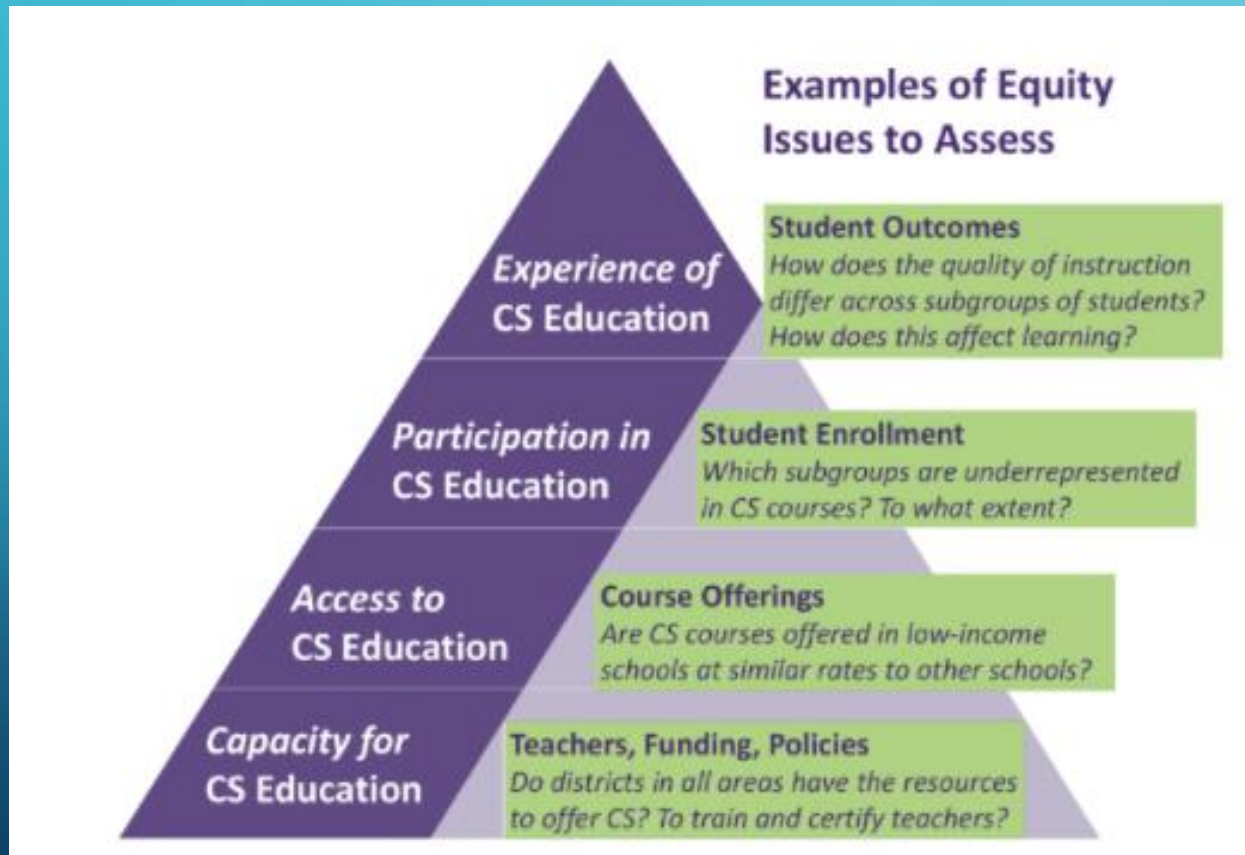 Examples of Equity
Issues to Assess
Experience of
CS Education
Student Outcomes
How does the quality of instruction
differ across subgroups of students?
How does this affect learning?
Participation in
CS Education
Student Enrollment
Which subgroups are underrepresented
in CS courses? To what extent?
Access to
CS Education
Course Offerings
Are CS courses offered in low-income
schools at similar rates to other schools?
Capacity for
CS Education
Teachers, Funding, Policies
Do districts in all areas have the resources
to offer CS? To train and certify teachers?